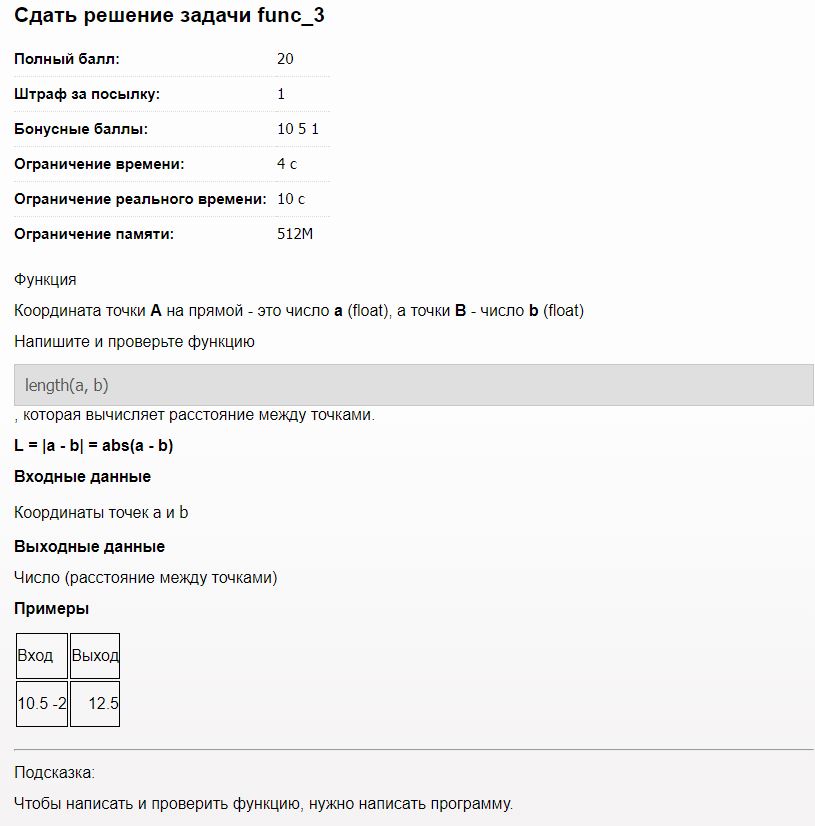 Сдать решение задачи func_3
Полный балл: 20
Штраф за посылку: 1
Бонусные баллы: 10 5 1
Ограничение времени: 4 с
Ограничение реального времени: 10 с
Ограничение памяти: 512M
Функция
Координата точки A на прямой - это число a (float), а точки B - число b (float)
Напишите и проверьте функцию
length(a, b)
, которая вычисляет расстояние между точками.
L = |a - b| = abs(a - b)
Входные данные
Координаты точек a и b
Выходные данные
Число (расстояние между точками)
Примеры
Вход Выход
10.5 -2 12.5
Подсказка:
Чтобы написать и проверить функцию, нужно написать программу.